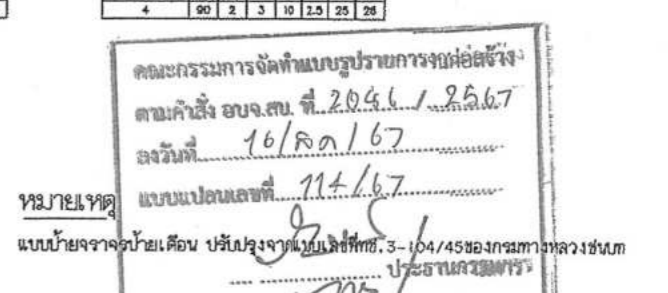 4 90 2 3 10 2.5 25 26
คณะกรรมการจัดทำแบบรูปรายการงานก่อสร้าง
ตามคำสั่ง อบจ.สบ. ที่ 2046 / 2567
ลงวันที่ 16/สค/67
แบบแปลนเลขที่ 114/67
หมายเหตุ
แบบป้ายจราจรป้ายเตือน ปรับปรุงจากแบบเลขที่ทช.3-104/45ของกรมทางหลวงชนบท
ประธานกรรมการ